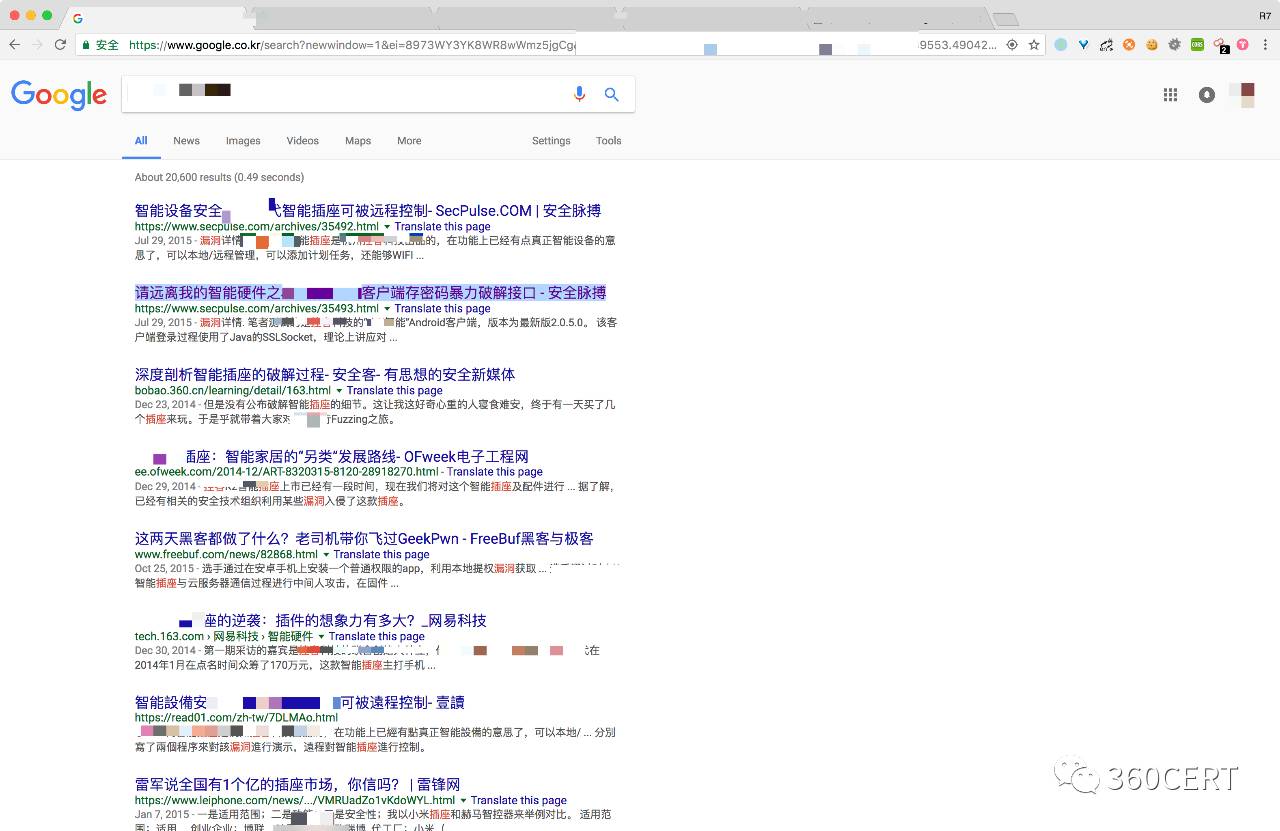 R7
安全 https://www.google.co.kr/search?newwindow=1&ei=8973WY3YK8WR8wWmz5jgCg 9553.49042...
2
Google
All News Images Videos Maps More Settings Tools
About 20,600 results (0.49 seconds)
智能设备安全 智能插座可被远程控制- SecPulse.COM | 安全脉搏
https://www.secpulse.com/archives/35492.html Translate this page
Jul 29, 2015 - 漏洞详情 能插座是 的，在功能上已经有点真正智能设备的意
思了，可以本地/远程管理，可以添加计划任务，还能够WIFI ...
请远离我的智能硬件之 客户端存密码暴力破解接口 - 安全脉搏
https://www.secpulse.com/archives/35493.html Translate this page
Jul 29, 2015 - 漏洞详情. 笔者 能”Android客户端，版本为最新版2.0.5.0。 该客
户端登录过程使用了Java的SSLSocket，理论上讲应对 ...
深度剖析智能插座的破解过程- 安全客- 有思想的安全新媒体
bobao.360.cn/learning/detail/163.html Translate this page
Dec 23, 2014 - 但是没有公布破解智能插座的细节。这让我这好奇心重的人寝食难安，终于有一天买了几
个插座来玩。于是乎就带着大家 行Fuzzing之旅。
插座：智能家居的“另类”发展路线- OFweek电子工程网
ee.ofweek.com/2014-12/ART-8320315-8120-28918270.html - Translate this page
Dec 29, 2014 - 插座上市已经有一段时间，现在我们将对这个智能插座及配件进行 ... 据了解，
已经有相关的安全技术组织利用某些漏洞入侵了这款插座。
这两天黑客都做了什么？老司机带你飞过GeekPwn - FreeBuf黑客与极客
www.freebuf.com/news/82868.html Translate this page
Oct 25, 2015 - 选手通过在安卓手机上安装一个普通权限的app，利用本地提权漏洞获取 ...
智能插座与云服务器通信过程进行中间人攻击，在固件 ...
座的逆袭：插件的想象力有多大？_网易科技
tech.163.com › 网易科技 › 智能硬件 Translate this page
Dec 30, 2014 - 第一期采访的嘉宾是 在
2014年1月在点名时间众筹了170万元，这款智能插座主打手机 ...
智能設備安 可被遠程控制- 壹讀
https://read01.com/zh-tw/7DLMAo.html
，在功能上已經有點真正智能設備的意思了，可以本地/ ... 分別
寫了兩個程序來對該漏洞進行演示，遠程對智能插座進行控制。
雷军说全国有1个亿的插座市场，你信吗？ | 雷锋网
https://www.leiphone.com/news/.../VMRUadZo1vKdoWYL.html Translate this page
Jan 7, 2015 - 一是适用范围；二是 是安全性；我以小米插座和赫马智控器来举例对比。 适用范
360CERT